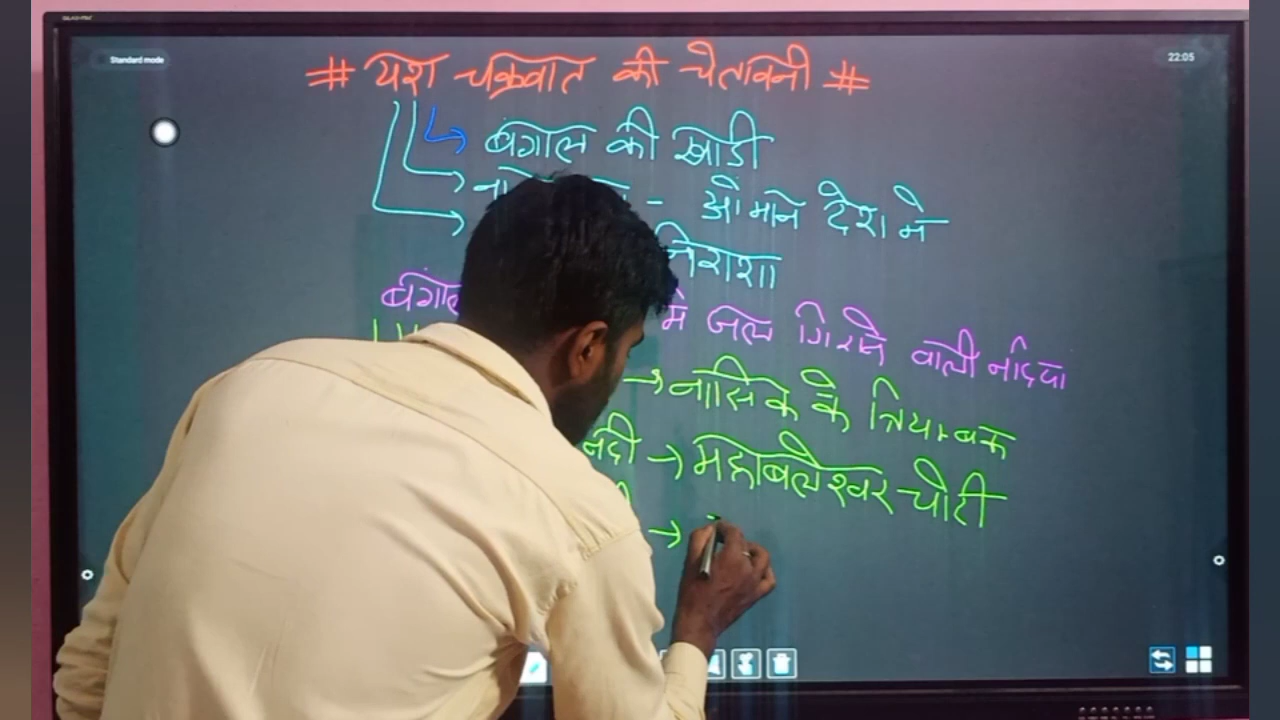 Standard mode
22:05
# यश चक्रवात की चेतावनी #
बंगाल की खाड़ी
- ओमान देश मे
निराशा
बंगाल मे जल गिरने वाली नदिया
→ नासिक के त्रियम्बक
नदी → महाबलेश्वर चोटी
→